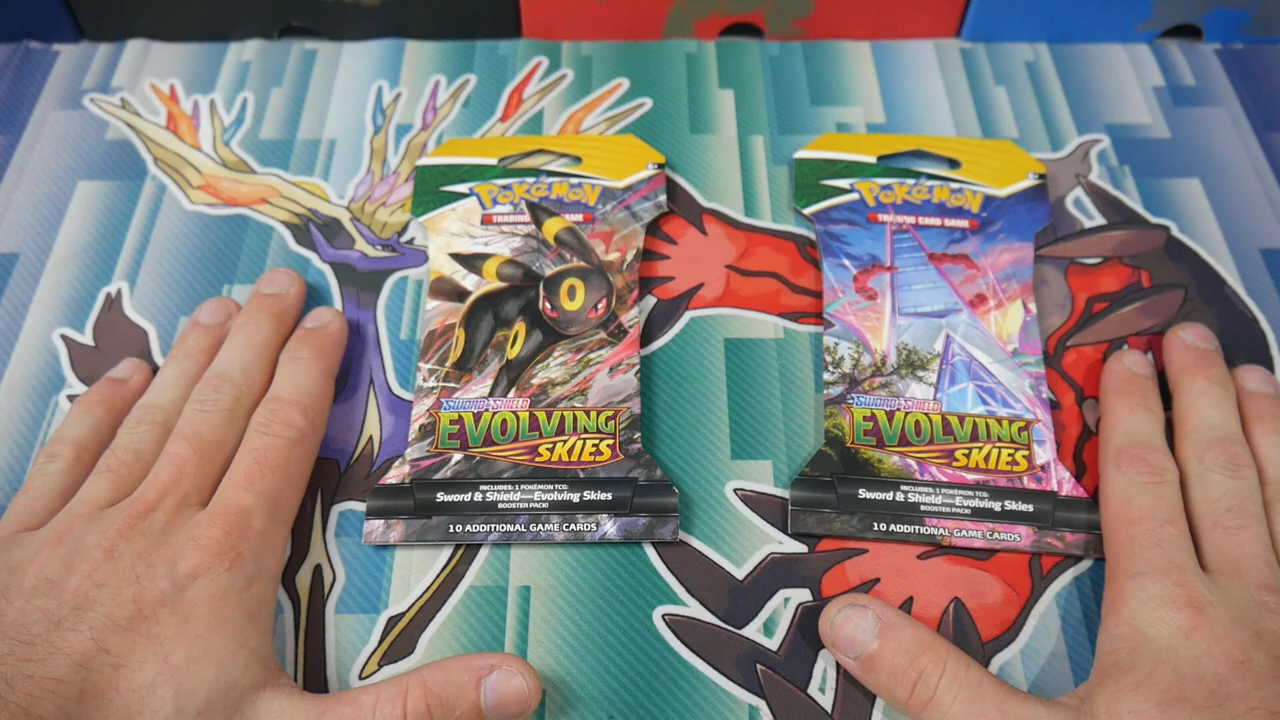 POKéMON
TRADING CARD GAME
SWORD & SHIELD
EVOLVING
SKIES
INCLUDES: 1 POKÉMON TCG:
Sword & Shield—Evolving Skies
BOOSTER PACK!
10 ADDITIONAL GAME CARDS
POKéMON
TRADING CARD GAME
SWORD & SHIELD
EVOLVING
SKIES
INCLUDES: 1 POKÉMON TCG:
Sword & Shield—Evolving Skies
BOOSTER PACK!
10 ADDITIONAL GAME CARDS